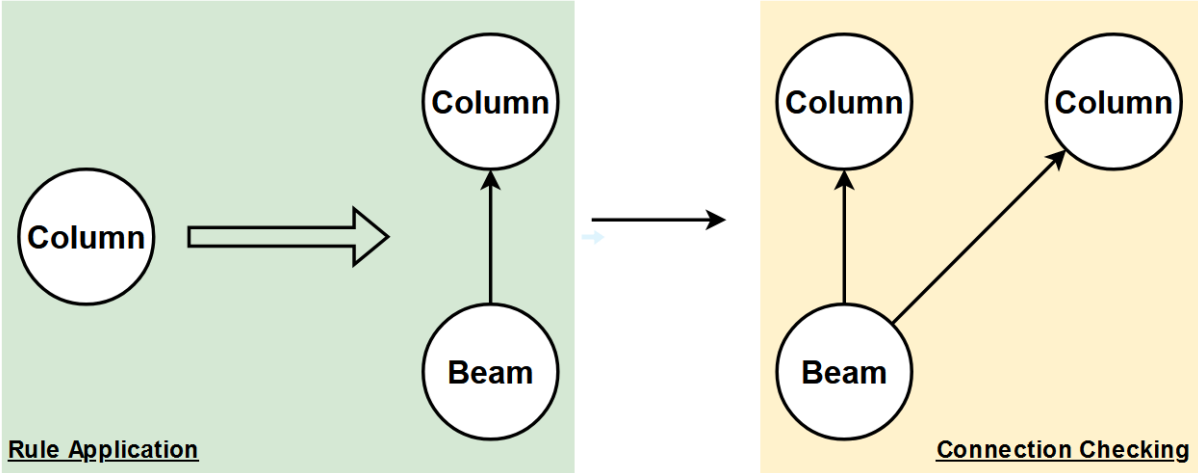 Column
Column
Beam
Rule Application
Column
Column
Beam
Connection Checking